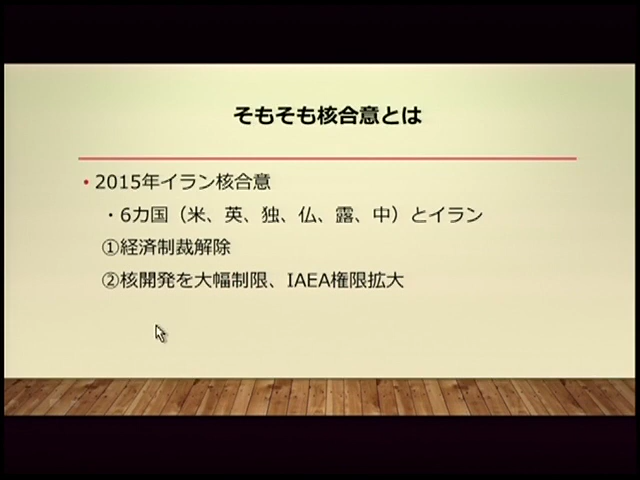 そもそも核合意とは
・2015年イラン核合意
・6カ国（米、英、独、仏、露、中）とイラン
①経済制裁解除
②核開発を大幅制限、IAEA権限拡大